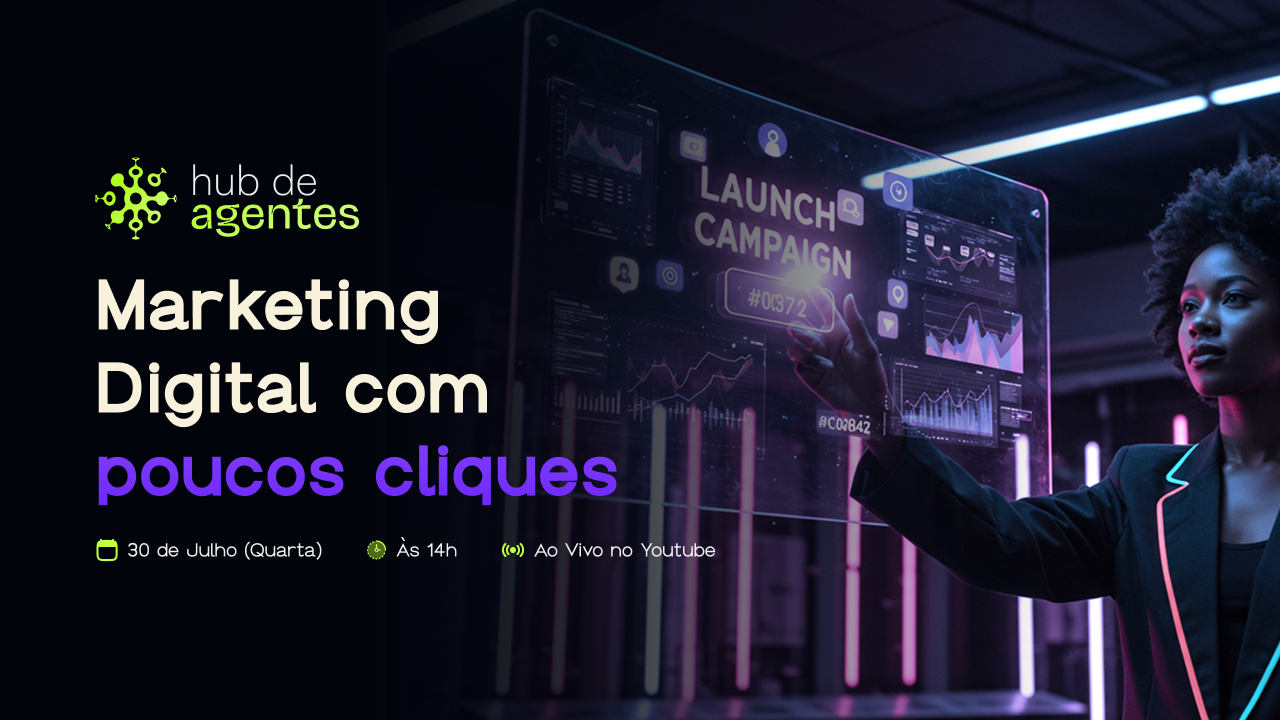 hub de
agentes
Marketing
Digital com
poucos cliques
30 de Julho (Quarta)
Às 14h
Ao Vivo no Youtube
LAUNCH
CAMPAIGN